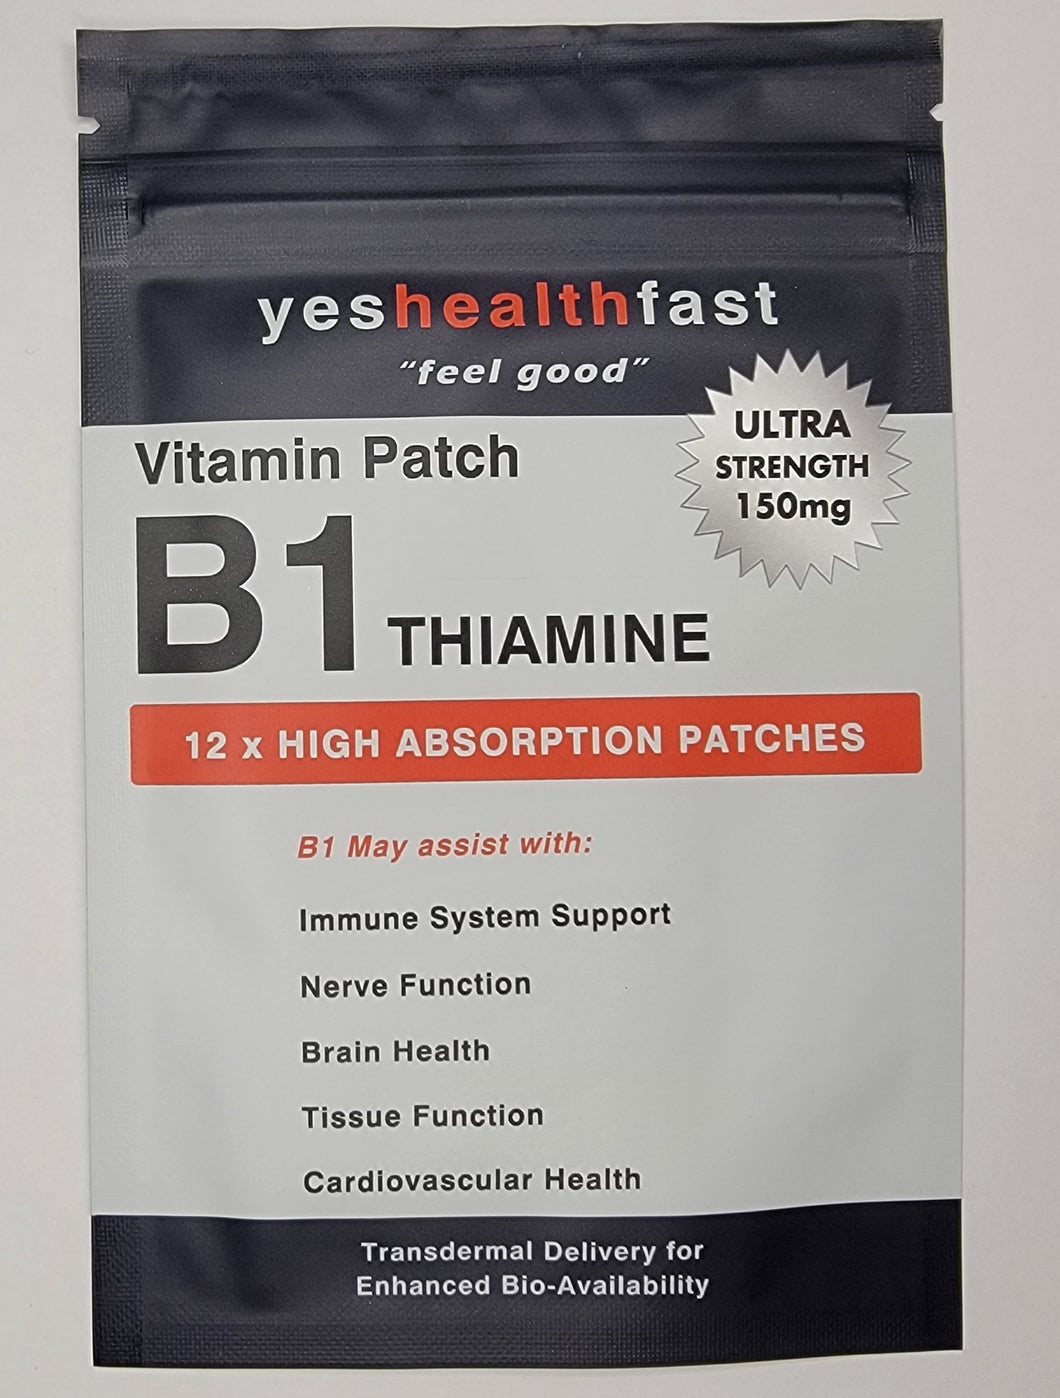 yeshealthfast
“feel good”
ULTRA
STRENGTH
150mg
Vitamin Patch
B1 THIAMINE
12 x HIGH ABSORPTION PATCHES
B1 May assist with:
Immune System Support
Nerve Function
Brain Health
Tissue Function
Cardiovascular Health
Transdermal Delivery for
Enhanced Bio-Availability